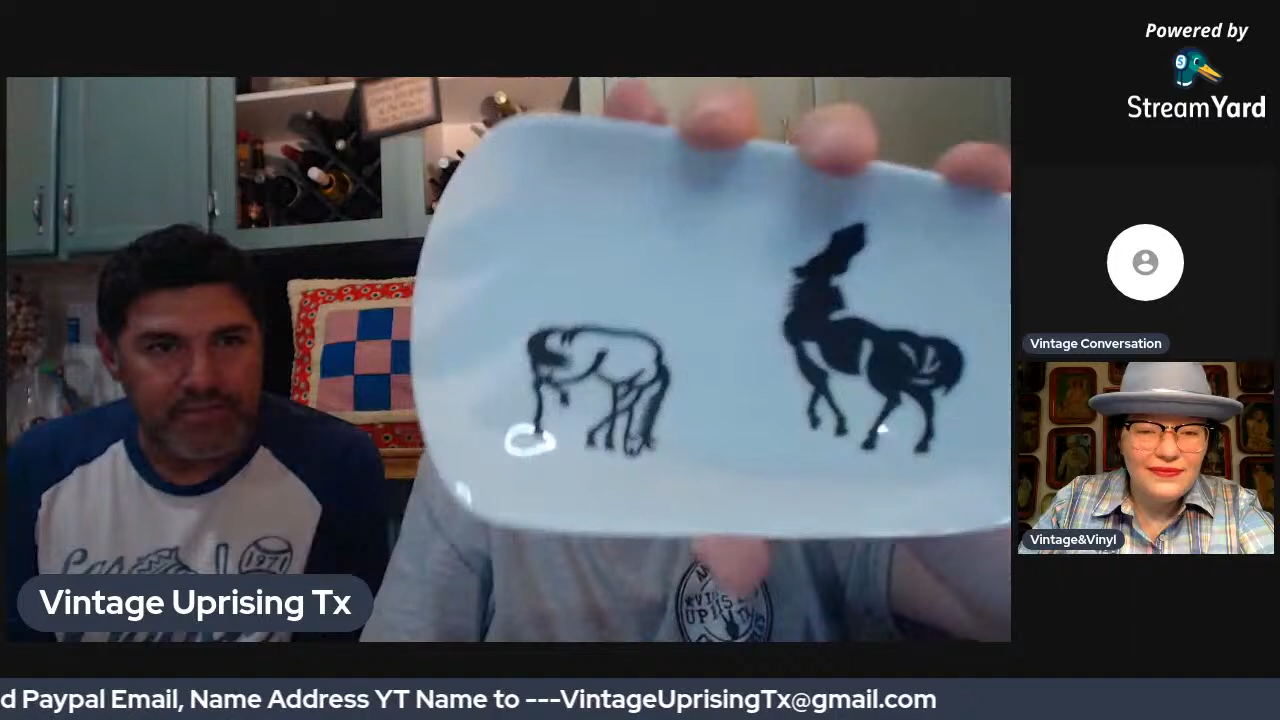 Powered by
StreamYard
Vintage Conversation
Vintage&Vinyl
1971
Vintage Uprising Tx
d Paypal Email, Name Address YT Name to ---VintageUprisingTx@gmail.com